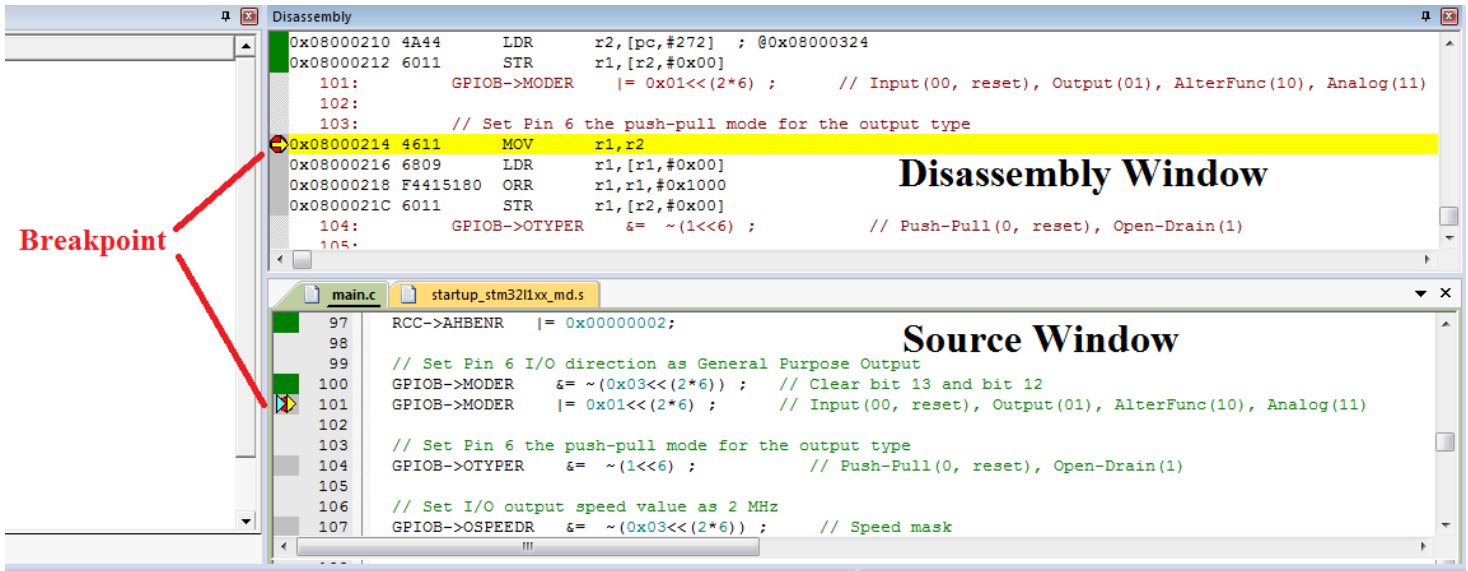 Disassembly
0x08000210 4A44 LDR r2,[pc,#272] ; @0x08000324
0x08000212 6011 STR r1,[r2,#0x00]
101: GPIOB->MODER |= 0x01<<(2*6) ; // Input(00, reset), Output(01), AlterFunc(10), Analog(11)
102:
103: // Set Pin 6 the push-pull mode for the output type
0x08000214 4611 MOV r1,r2
0x08000216 6809 LDR r1,[r1,#0x00]
0x08000218 F4415180 ORR r1,r1,#0x1000
0x0800021C 6011 STR r1,[r2,#0x00]
104: GPIOB->OTYPER &= ~(1<<6) ; // Push-Pull(0, reset), Open-Drain(1)
105:
Disassembly Window
Breakpoint
main.c startup_stm32l1xx_md.s
97 RCC->AHBENR |= 0x00000002;
98
99 // Set Pin 6 I/O direction as General Purpose Output
100 GPIOB->MODER &= ~(0x03<<(2*6)) ; // Clear bit 13 and bit 12
101 GPIOB->MODER |= 0x01<<(2*6) ; // Input(00, reset), Output(01), AlterFunc(10), Analog(11)
102
103 // Set Pin 6 the push-pull mode for the output type
104 GPIOB->OTYPER &= ~(1<<6) ; // Push-Pull(0, reset), Open-Drain(1)
105
106 // Set I/O output speed value as 2 MHz
107 GPIOB->OSPEEDR &= ~(0x03<<(2*6)) ; // Speed mask
Source Window